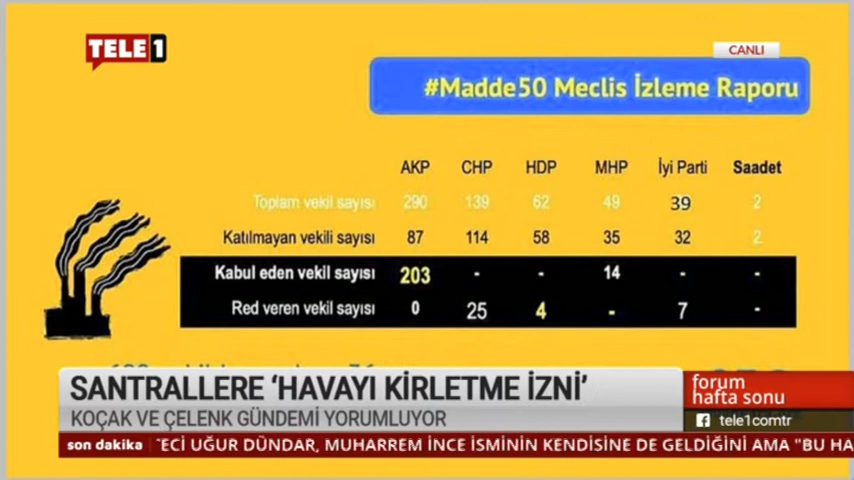 TELE 1
CANLI
#Madde50 Meclis İzleme Raporu
AKP CHP HDP MHP İyi Parti Saadet
Toplam vekil sayısı 290 139 62 49 39 2
Katılmayan vekili sayısı 87 114 58 35 32 2
Kabul eden vekil sayısı 203 - - 14 - -
Red veren vekil sayısı 0 25 4 - 7 -
SANTRALLERE ‘HAVAYI KİRLETME İZNİ’
KOÇAK VE ÇELENK GÜNDEMİ YORUMLUYOR
forum
hafta sonu
tele1comtr
son dakika 'ECİ UĞUR DÜNDAR, MUHARREM İNCE İSMİNİN KENDİSİNE DE GELDİĞİNİ AMA "BU HA